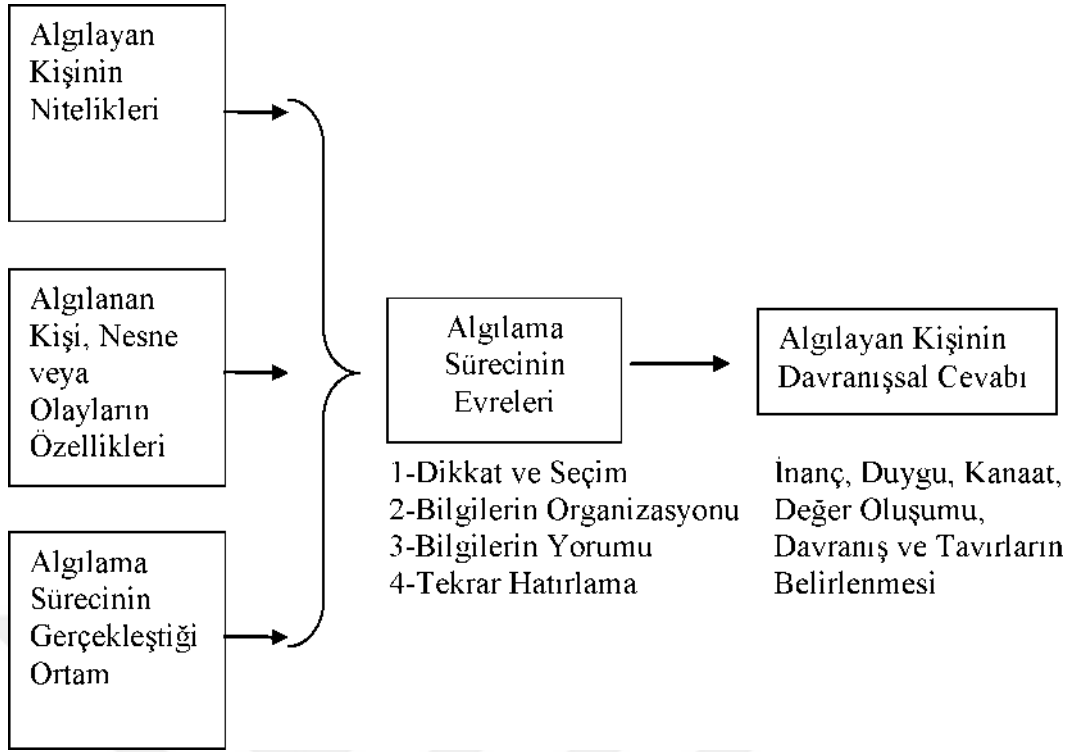 Algılayan
Kişinin
Nitelikleri
Algılanan
Kişi, Nesne
veya
Olayların
Özellikleri
Algılama
Sürecinin
Gerçekleştiği
Ortam
Algılama
Sürecinin
Evreleri
1-Dikkat ve Seçim
2-Bilgilerin Organizasyonu
3-Bilgilerin Yorumu
4-Tekrar Hatırlama
Algılayan Kişinin
Davranışsal Cevabı
İnanç, Duygu, Kanaat,
Değer Oluşumu,
Davranış ve Tavırların
Belirlenmesi